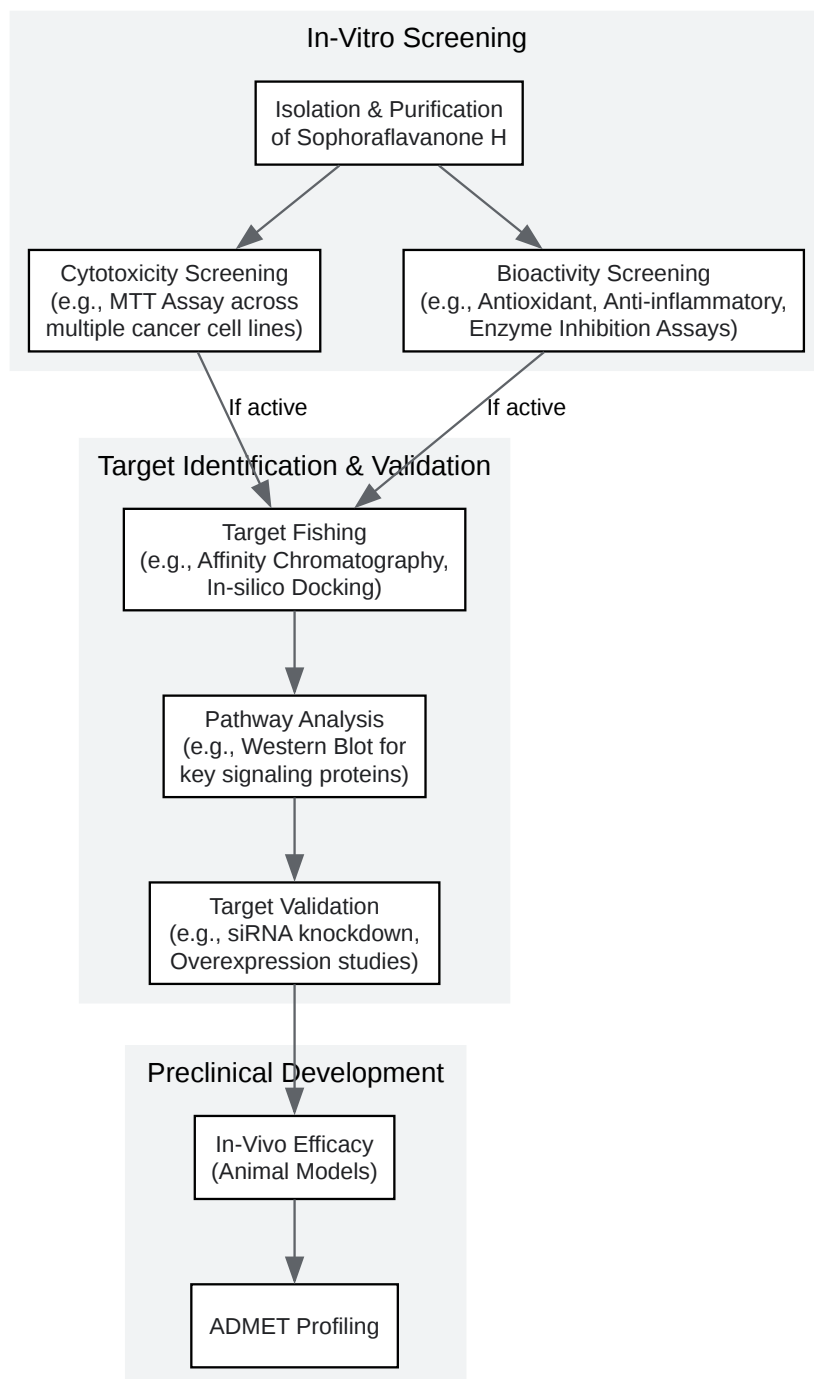 In-Vitro Screening
Isolation & Purification
of Sophoraflavanone H
Cytotoxicity Screening
(e.g., MTT Assay across
multiple cancer cell lines)
Bioactivity Screening
(e.g., Antioxidant, Anti-inflammatory,
Enzyme Inhibition Assays)
If active
If active
Target Identification & Validation
Target Fishing
(e.g., Affinity Chromatography,
In-silico Docking)
Pathway Analysis
(e.g., Western Blot for
key signaling proteins)
Target Validation
(e.g., siRNA knockdown,
Overexpression studies)
Preclinical Development
In-Vivo Efficacy
(Animal Models)
ADMET Profiling